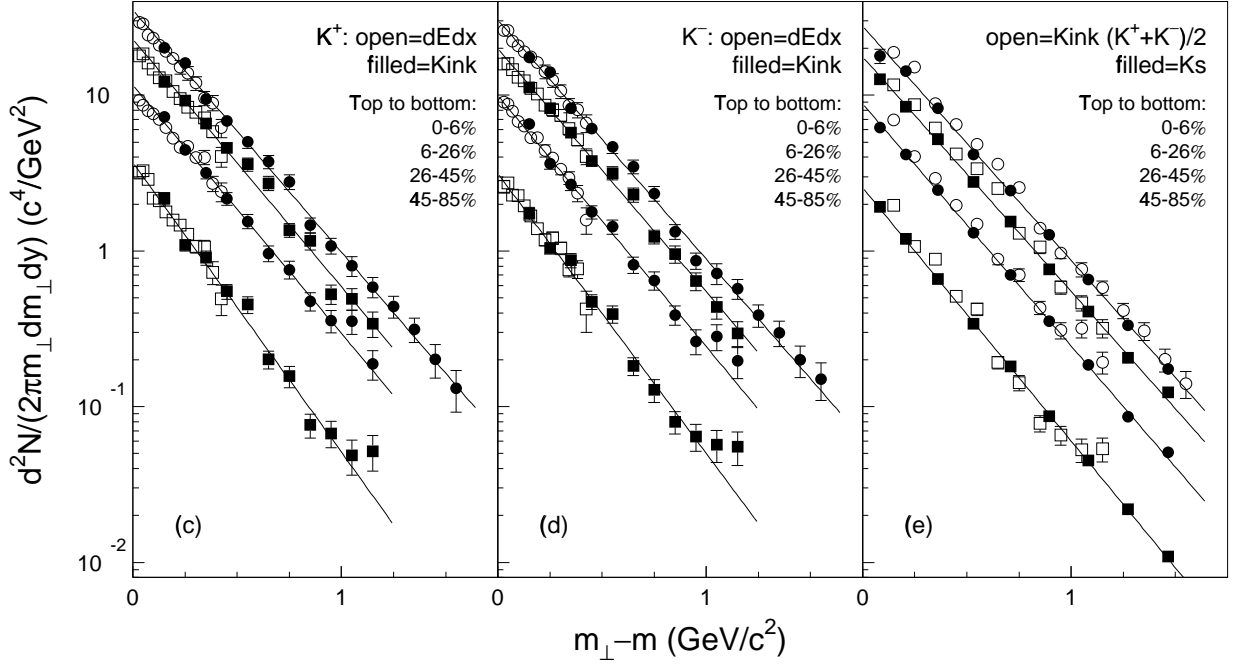 d²N/(2πm⊥dm⊥dy) (c⁴/GeV²)
10
1
10⁻¹
10⁻²
K⁺: open=dEdx
filled=Kink
Top to bottom:
0-6%
6-26%
26-45%
45-85%
(c)
0
1
K⁻: open=dEdx
filled=Kink
Top to bottom:
0-6%
6-26%
26-45%
45-85%
(d)
0
1
open=Kink (K⁺+K⁻)/2
filled=Ks
Top to bottom:
0-6%
6-26%
26-45%
45-85%
(e)
0
1
m⊥−m (GeV/c²)